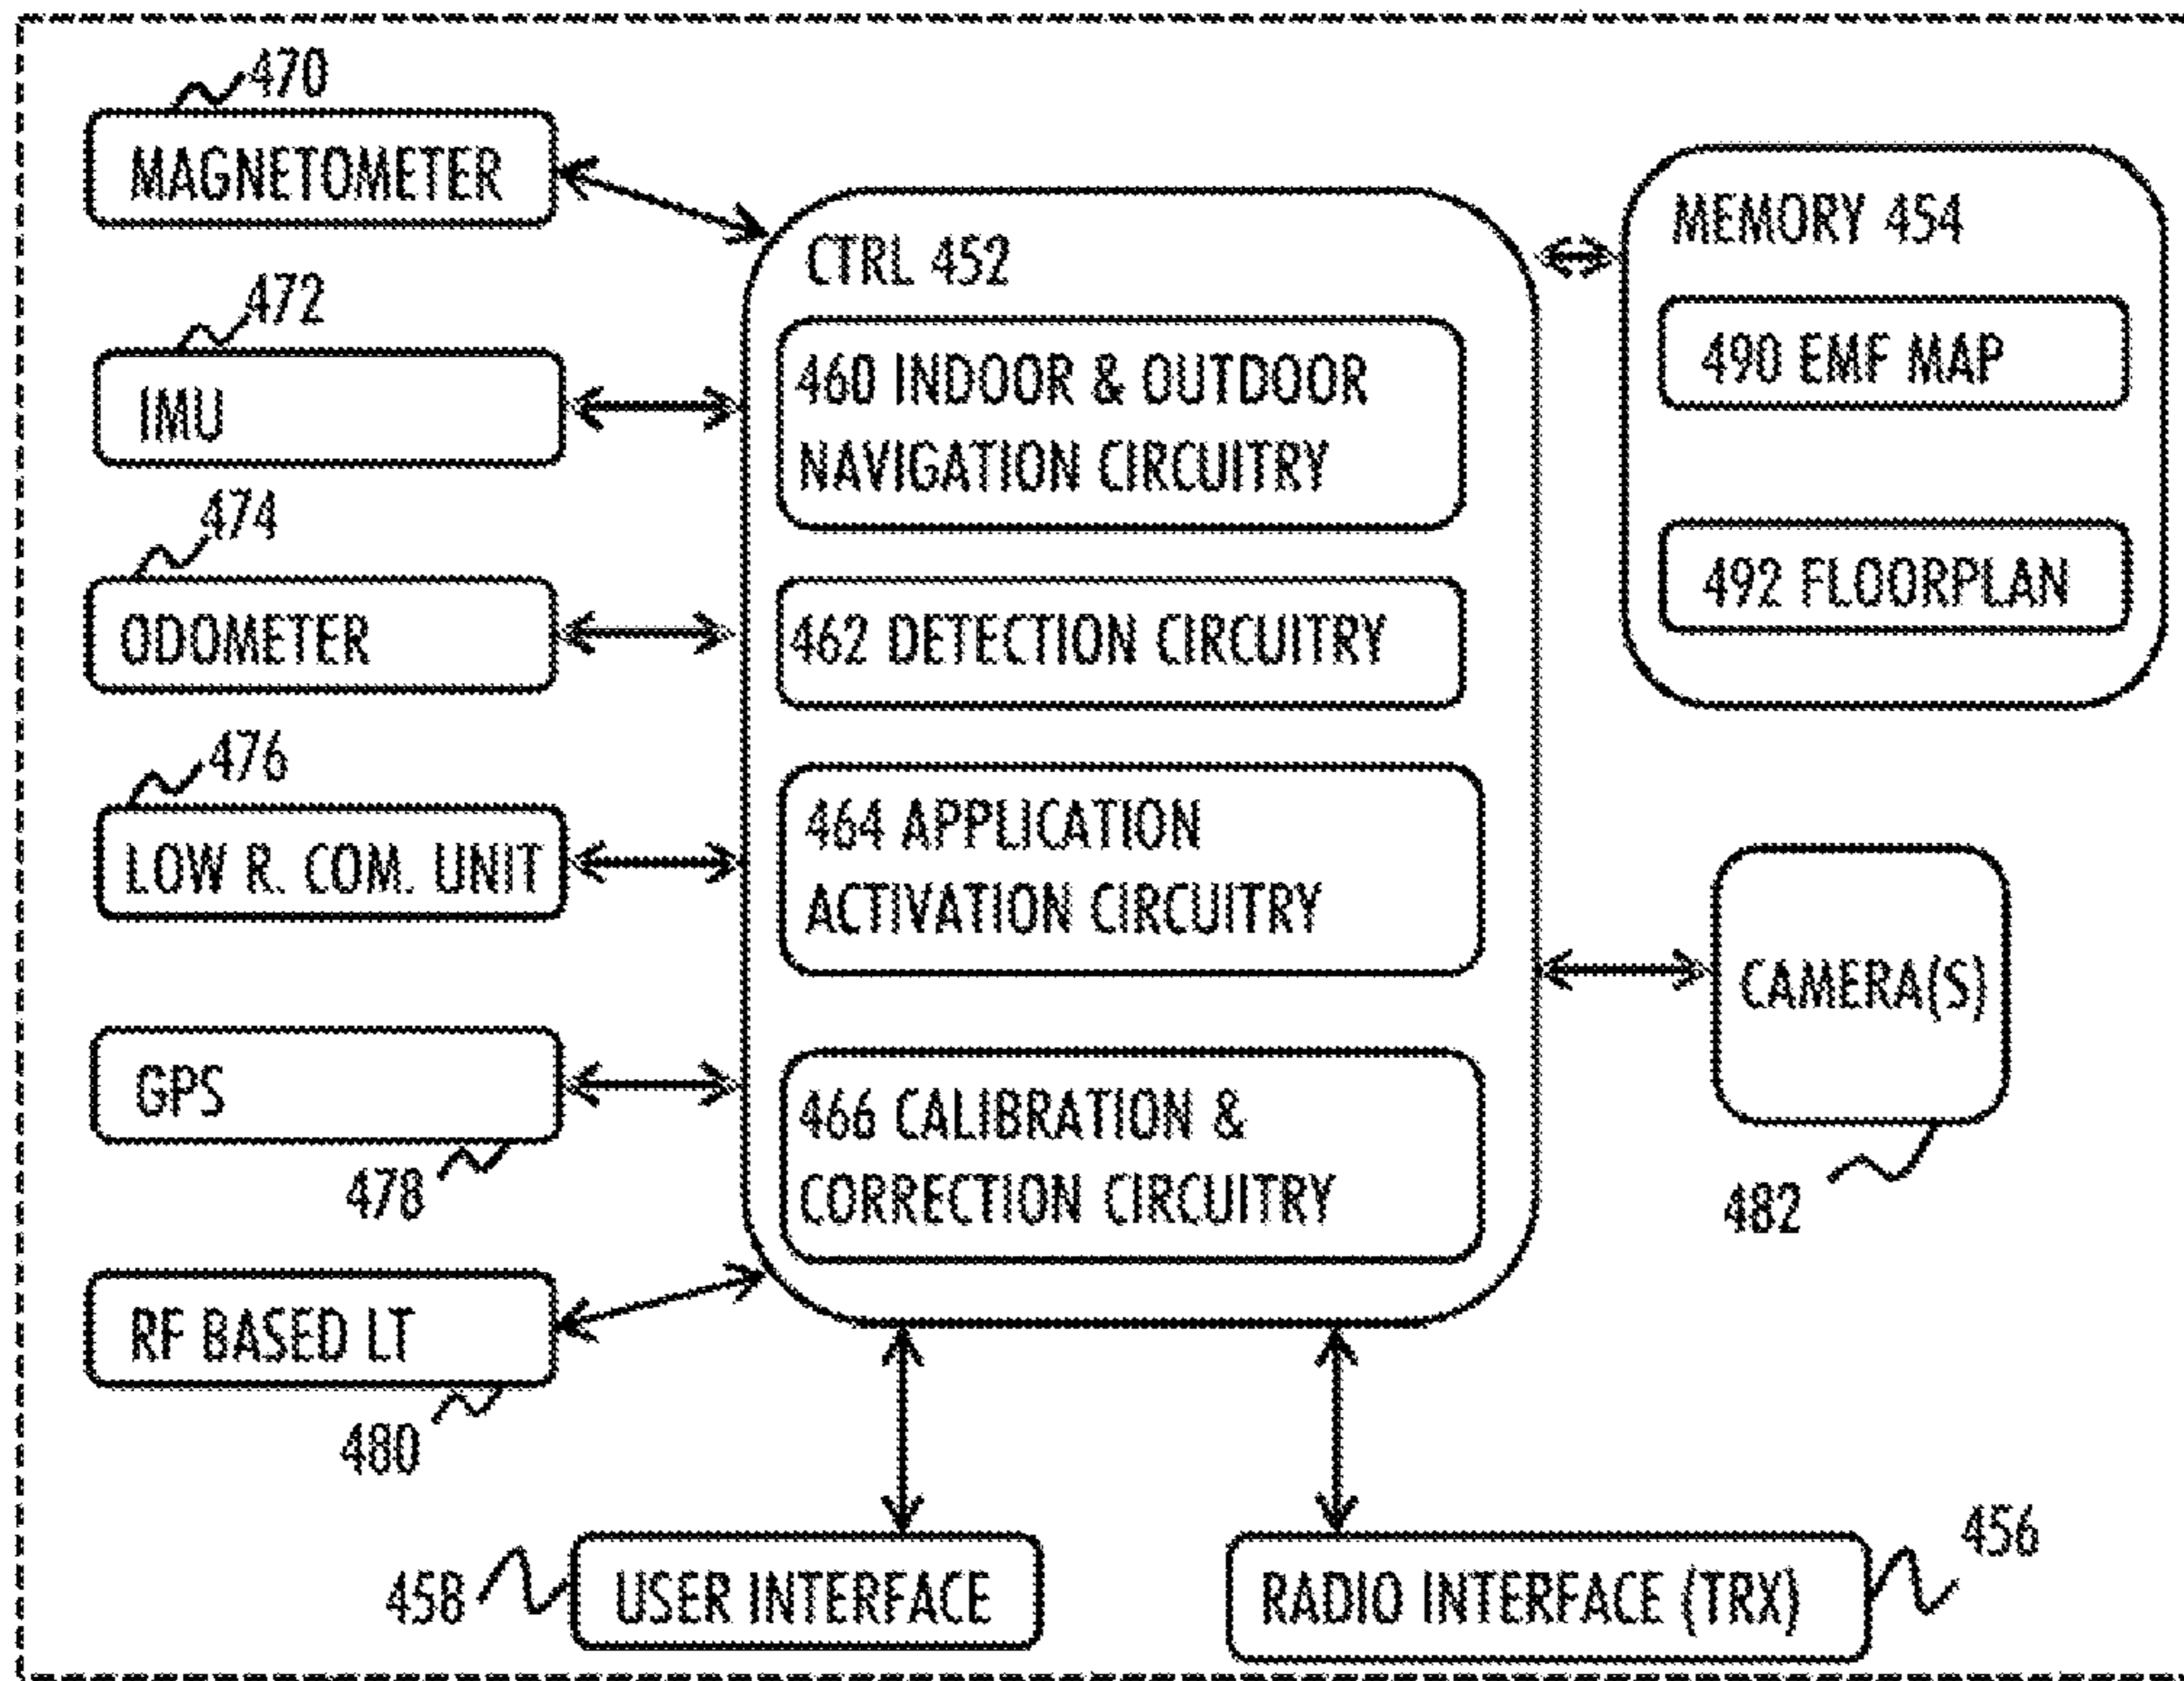 470
MAGNETOMETER
472
IMU
474
ODOMETER
476
LOW R. COM. UNIT
GPS
478
RF BASED LT
480
CTRL 452
460 INDOOR & OUTDOOR
NAVIGATION CIRCUITRY
462 DETECTION CIRCUITRY
464 APPLICATION
ACTIVATION CIRCUITRY
466 CALIBRATION &
CORRECTION CIRCUITRY
MEMORY 454
490 EMF MAP
492 FLOORPLAN
CAMERA(S)
482
458
USER INTERFACE
RADIO INTERFACE (TRX)
456